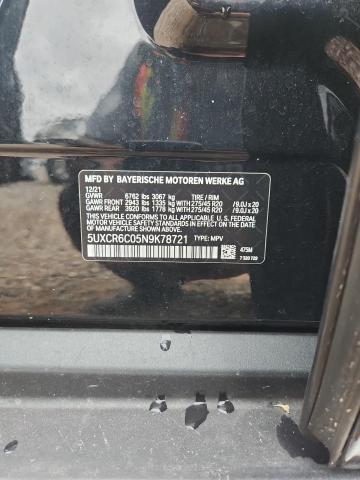 MFD BY BAYERISCHE MOTOREN WERKE AG
12/21
GVWR 6762 lbs 3067 kg TIRE / RIM
GAWR FRONT 2943 lbs 1335 kg WITH 275/45 R20 /9.0J x 20
GAWR REAR 3920 lbs 1778 kg WITH 275/45 R20 /9.0J x 20
THIS VEHICLE CONFORMS TO ALL APPLICABLE U. S. FEDERAL
MOTOR VEHICLE SAFETY AND THEFT PREVENTION STANDARDS
IN EFFECT ON THE DATE OF MANUFACTURE SHOWN ABOVE.
5UXCR6C05N9K78721 TYPE: MPV
475M